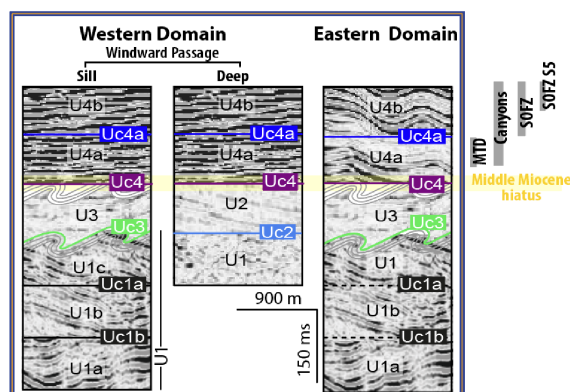 Western Domain
Eastern Domain
Windward Passage
Sill
Deep
U4b
Uc4a
U4a
Uc4
U3
Uc3
U1c
Uc1a
U1b
Uc1b
U1a
U1
U4b
Uc4a
U4a
Uc4
U2
Uc2
U1
900 m
150 ms
U4b
Uc4a
U4a
Uc4
U3
Uc3
U1
Uc1a
U1b
Uc1b
U1a
MTD
Canyons
SOFZ
SOFZ S5
Middle Miocene
hiatus